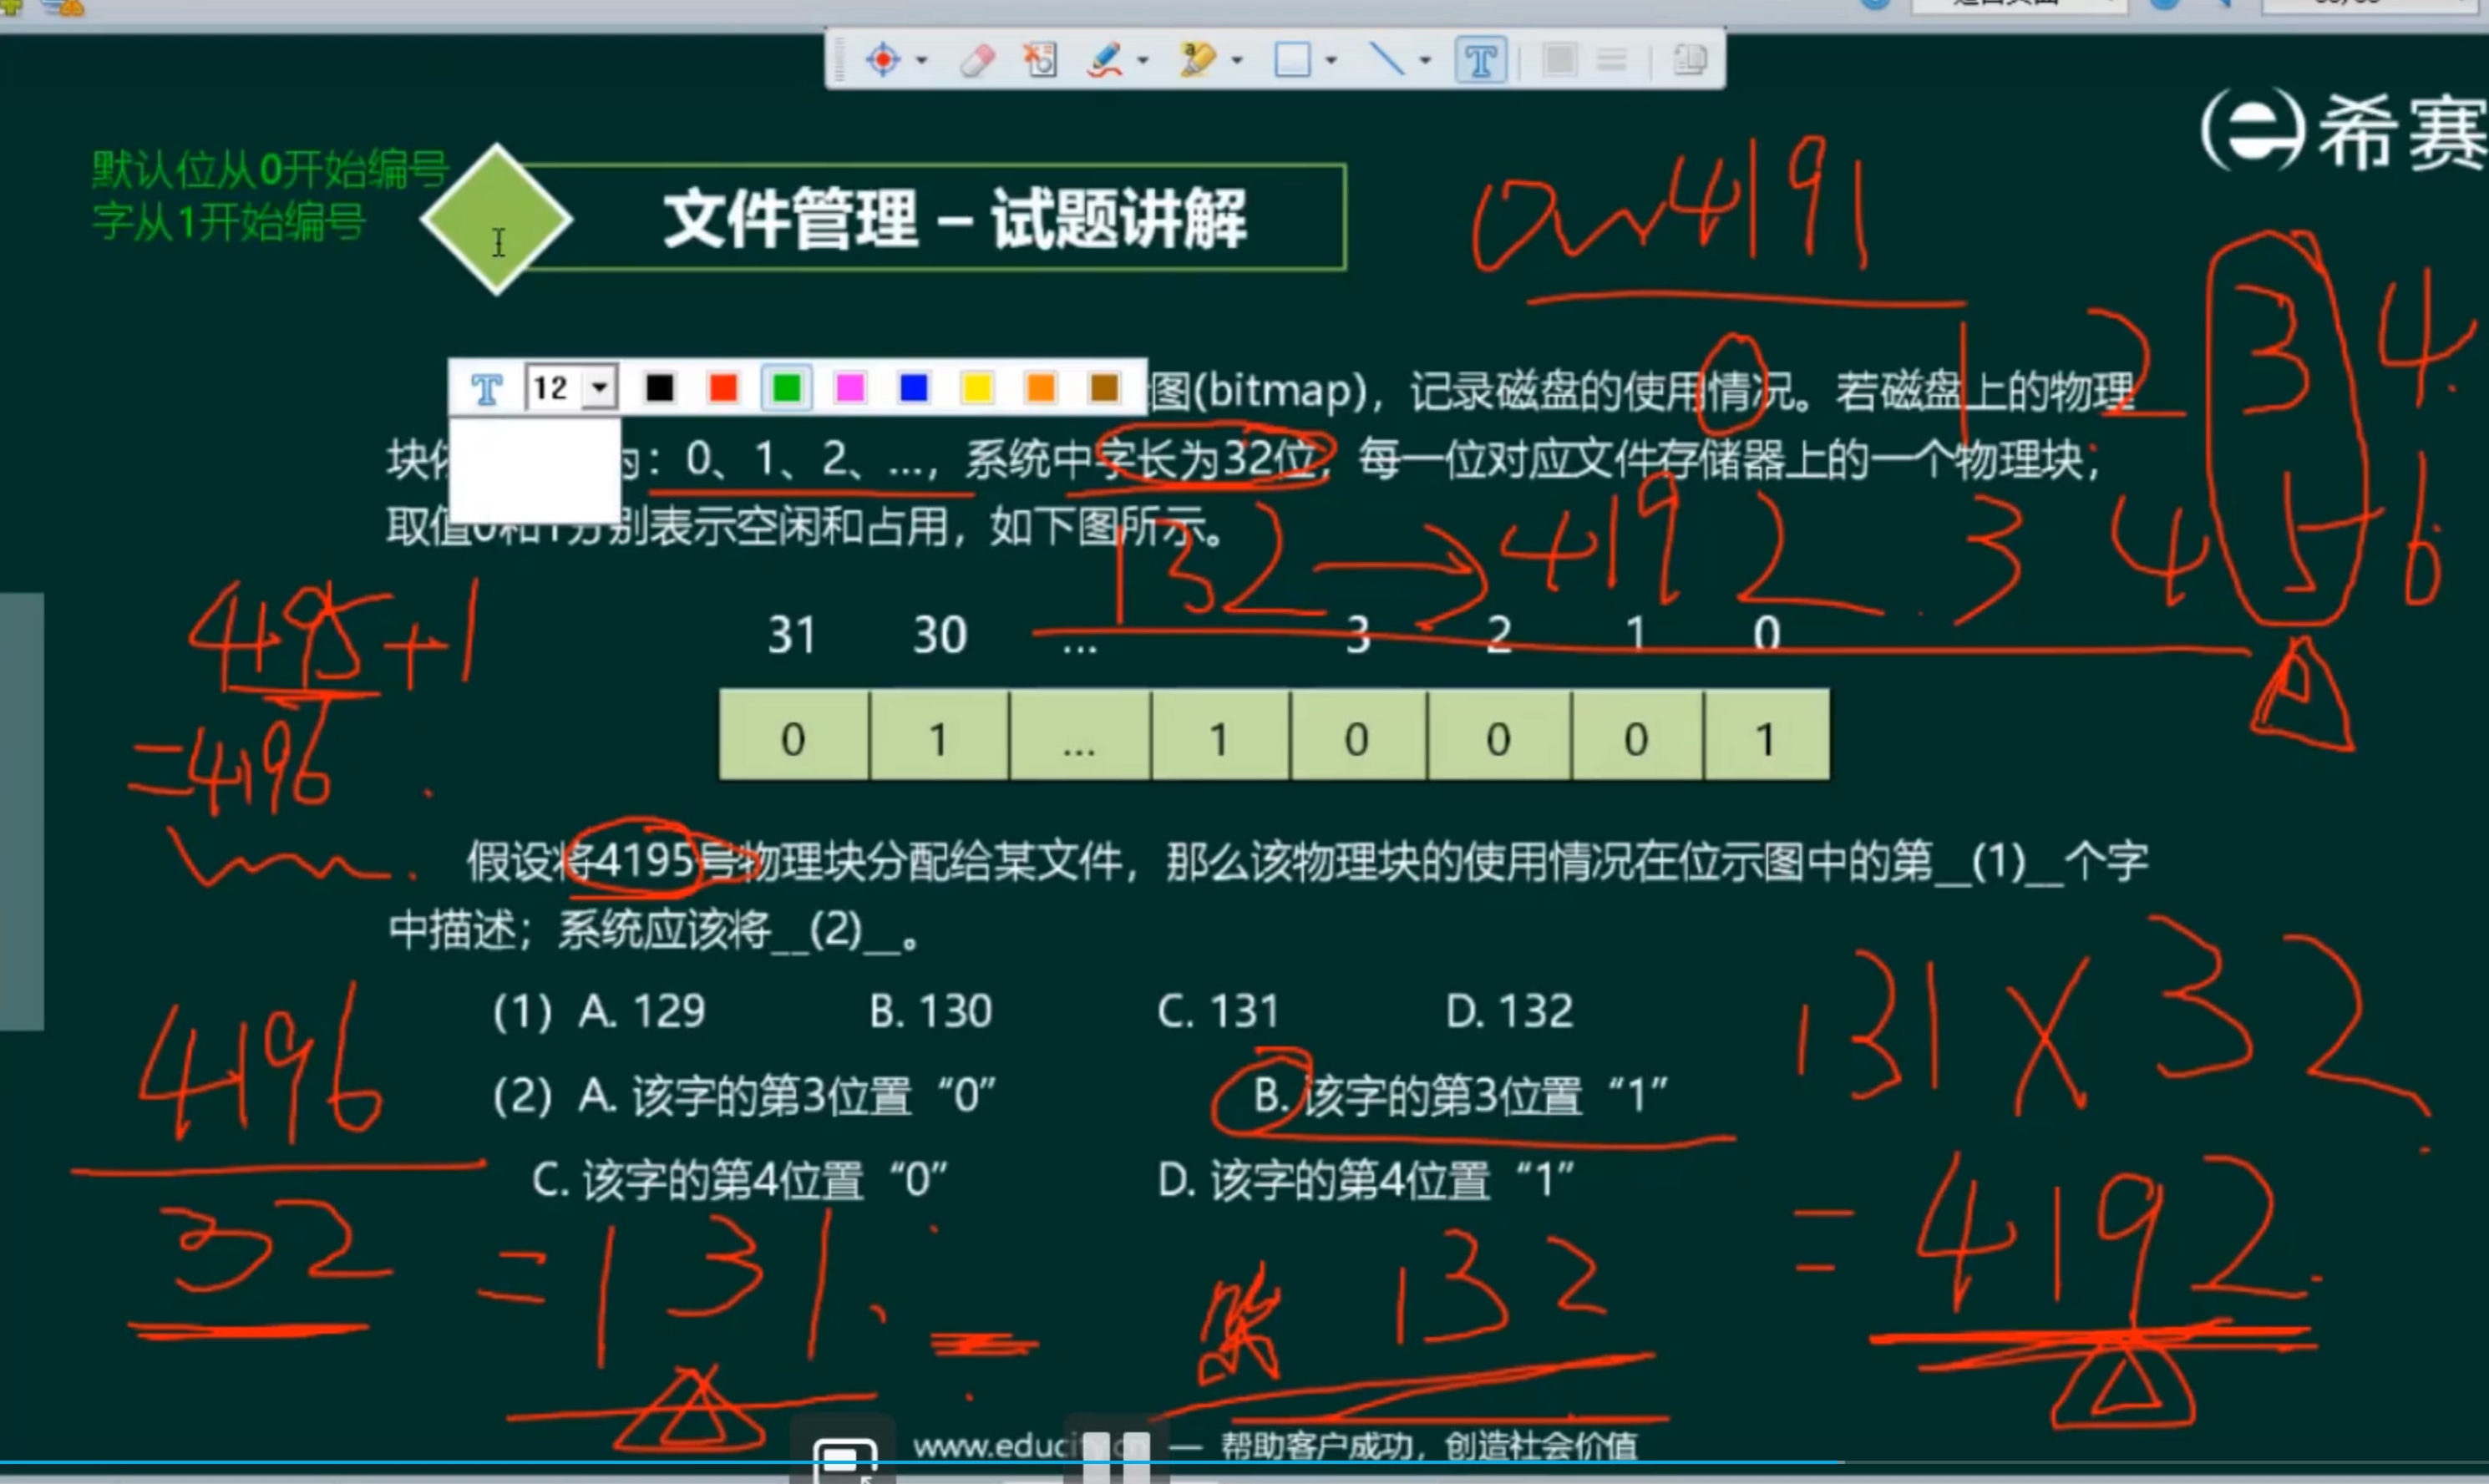 希赛
默认位从0开始编号
字从1开始编号
文件管理 – 试题讲解
0 4191
0 1 2 3 4
12
图(bitmap)，记录磁盘的使用情况。若磁盘上的物理
块 ：0、1、2、...，系统中字长为32位，每一位对应文件存储器上的一个物理块；
取值0和1分别表示空闲和占用，如下图所示。
132 → 4192 3 4 5 6
4195+1
=4196
31 30 ... 3 2 1 0
0 1 ... 1 0 0 0 1
假设将4195号物理块分配给某文件，那么该物理块的使用情况在位示图中的第__(1)__个字
中描述；系统应该将__(2)__。
(1) A. 129 B. 130 C. 131 D. 132
(2) A. 该字的第3位置“0” B. 该字的第3位置“1”
C. 该字的第4位置“0” D. 该字的第4位置“1”
4196
32
= 131.
第 132
131 X 32
= 4192.
www.educity.cn — 帮助客户成功，创造社会价值